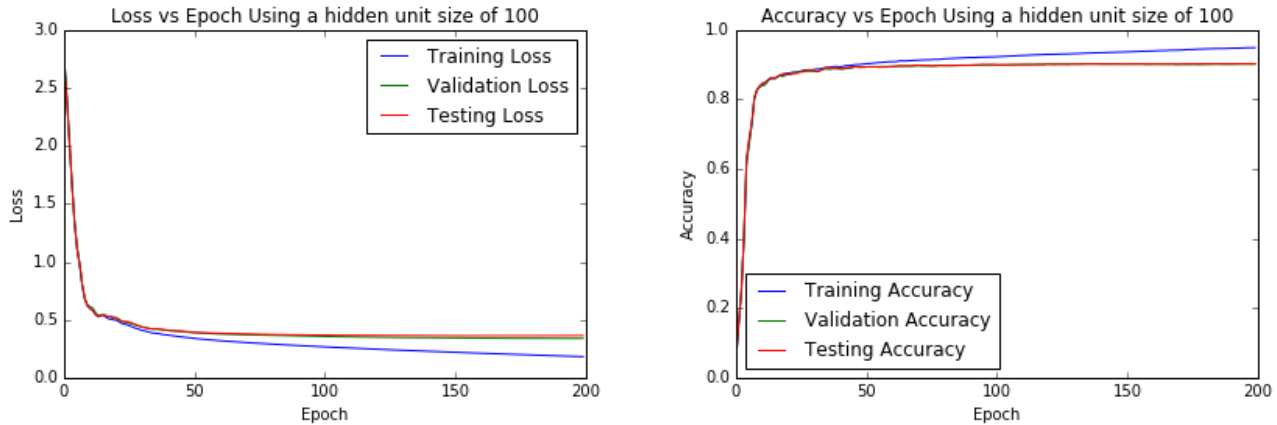 Loss vs Epoch Using a hidden unit size of 100
3.0
2.5
2.0
1.5
1.0
0.5
0.0
Loss
Training Loss
Validation Loss
Testing Loss
0 50 100 150 200
Epoch
Accuracy vs Epoch Using a hidden unit size of 100
1.0
0.8
0.6
0.4
0.2
0.0
Accuracy
Training Accuracy
Validation Accuracy
Testing Accuracy
0 50 100 150 200
Epoch